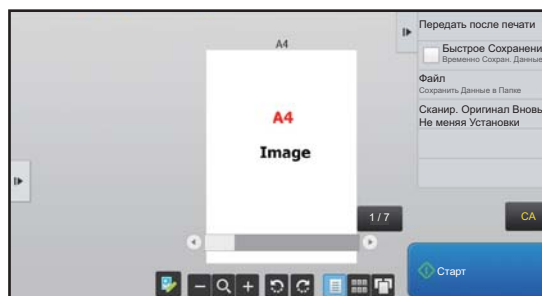 A4
A4
Image
1 / 7
Передать после печати
Быстрое Сохранени
Временно Сохран. Данные
Файл
Сохранить Данные в Папке
Сканир. Оригинал Вновь
Не меняя Установки
CA
Старт